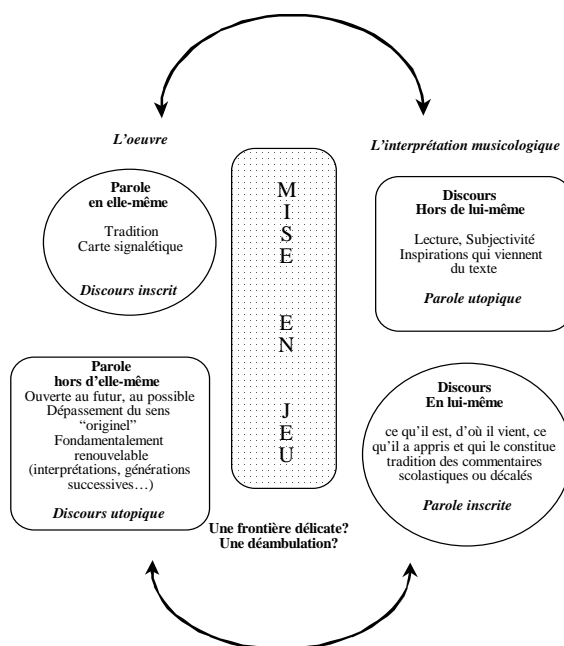 L’oeuvre
Parole
en elle-même
Tradition
Carte signalétique
Discours inscrit
Parole
hors d’elle-même
Ouverte au futur, au possible
Dépassement du sens
“originel”
Fondamentalement
renouvelable
(interprétations, générations
successives…)
Discours utopique
MISE EN JEU
Une frontière délicate?
Une déambulation?
L’interprétation musicologique
Discours
Hors de lui-même
Lecture, Subjectivité
Inspirations qui viennent
du texte
Parole utopique
Discours
En lui-même
ce qu’il est, d’où il vient, ce
qu’il a appris et qui le constitue
tradition des commentaires
scolastiques ou décalés
Parole inscrite